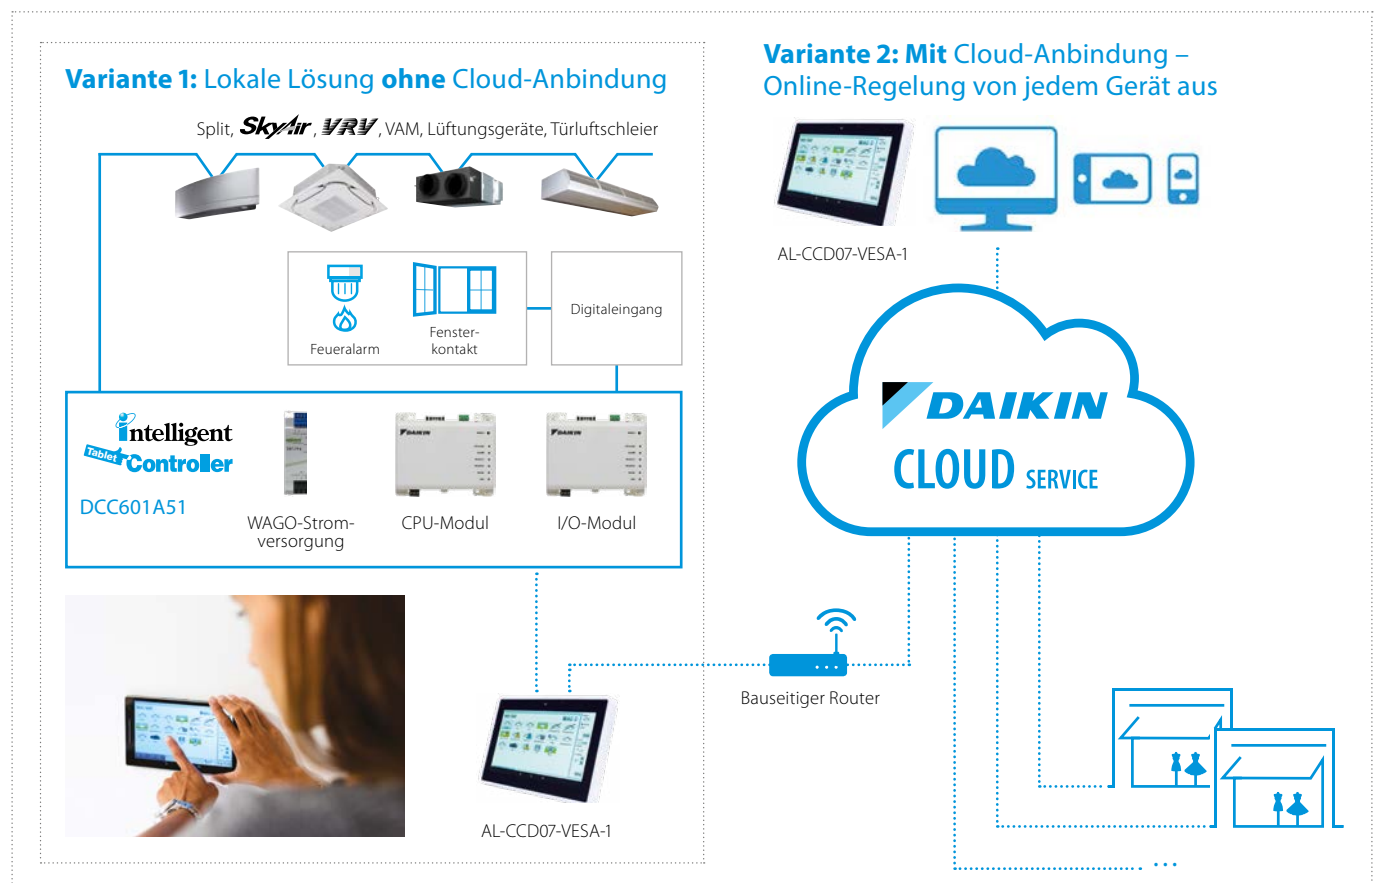 Variante 1: Lokale Lösung ohne Cloud-Anbindung
Split, SkyAir, VRV, VAM, Lüftungsgeräte, Türluftschleier
Feueralarm
Fenster-
kontakt
Digitaleingang
intelligent
Tablet Controller
DCC601A51
DAIKIN
DAIKIN
WAGO-Strom-
versorgung
CPU-Modul
I/O-Modul
AL-CCD07-VESA-1
Bauseitiger Router
Variante 2: Mit Cloud-Anbindung –
Online-Regelung von jedem Gerät aus
AL-CCD07-VESA-1
DAIKIN
CLOUD SERVICE
...